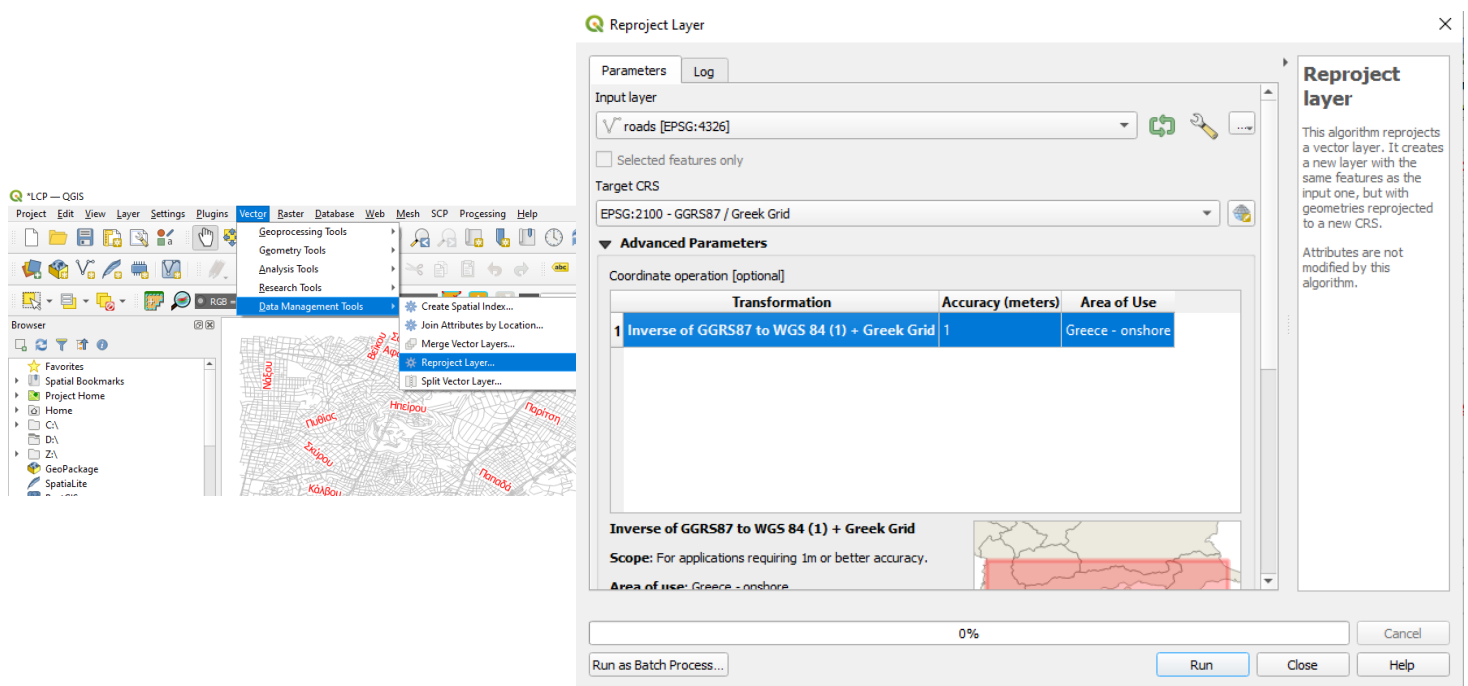 *LCP — QGIS
Project Edit View Layer Settings Plugins Vector Raster Database Web Mesh SCP Processing Help
Geoprocessing Tools
Geometry Tools
Analysis Tools
Research Tools
Data Management Tools
Create Spatial Index...
Join Attributes by Location...
Merge Vector Layers...
Reproject Layer...
Split Vector Layer...
abc
RGB
Browser
Favorites
Spatial Bookmarks
Project Home
Home
C:\
D:\
Z:\
GeoPackage
SpatiaLite
Νάξου
Βεΐκου
Πυθίας
Ηπείρου
Παρίτση
Σκύρου
Παπαδά
Κάλβου
Reproject Layer
Parameters Log
Input layer
roads [EPSG:4326]
Selected features only
Target CRS
EPSG:2100 - GGRS87 / Greek Grid
Advanced Parameters
Coordinate operation [optional]
Transformation Accuracy (meters) Area of Use
1 Inverse of GGRS87 to WGS 84 (1) + Greek Grid 1 Greece - onshore
Inverse of GGRS87 to WGS 84 (1) + Greek Grid
Scope: For applications requiring 1m or better accuracy.
Area of use: Greece - onshore
0%
Cancel
Run as Batch Process...
Run Close Help
Reproject
layer
This algorithm reprojects
a vector layer. It creates
a new layer with the
same features as the
input one, but with
geometries reprojected
to a new CRS.
Attributes are not
modified by this
algorithm.